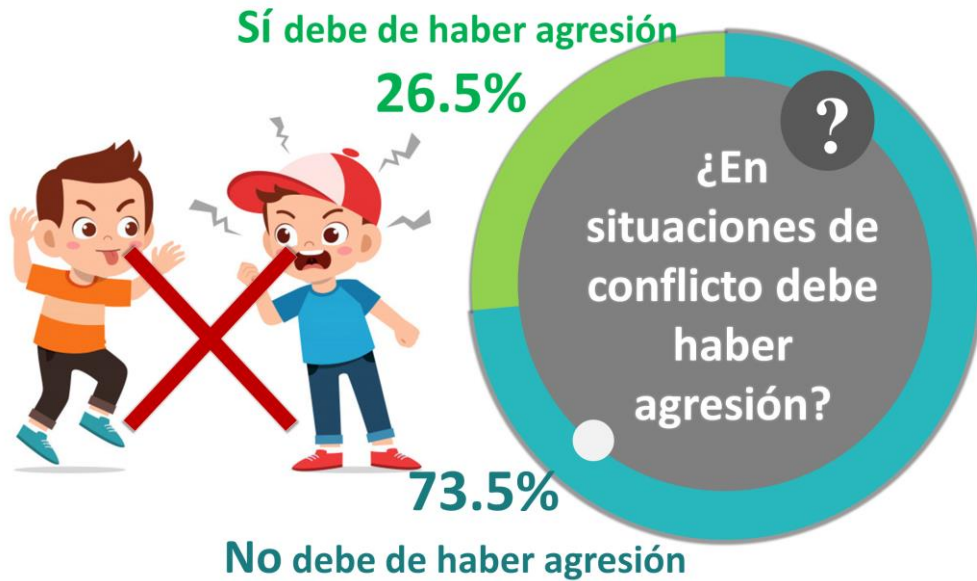 Sí debe de haber agresión
26.5%
?
¿En
situaciones de
conflicto debe
haber
agresión?
73.5%
No debe de haber agresión